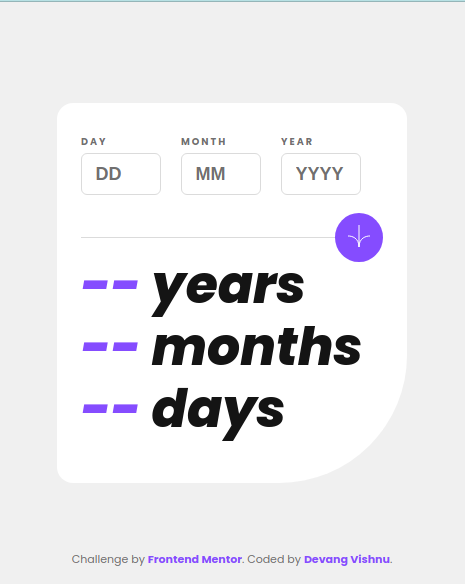 DAY MONTH YEAR
DD MM YYYY
-- years
-- months
-- days
Challenge by Frontend Mentor. Coded by Devang Vishnu.